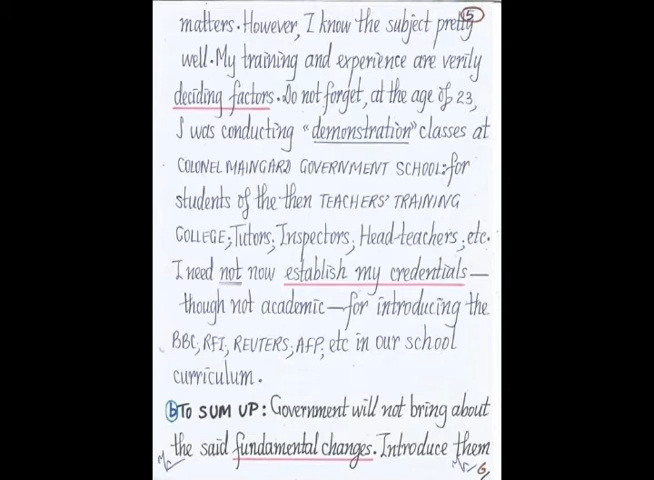 5
matters. However, I know the subject pretty
well. My training and experience are verily
deciding factors. Do not forget, at the age of 23,
I was conducting "demonstration" classes at
COLONEL MAINGARD GOVERNMENT SCHOOL: for
students of the then TEACHERS' TRAINING
COLLEGE; Tutors; Inspectors; Head-teachers; etc.
I need not now establish my credentials—
though not academic—for introducing the
BBC; RFI; REUTERS; AFP; etc in our school
curriculum.
(b) TO SUM UP: Government will not bring about
the said fundamental changes. Introduce them
6